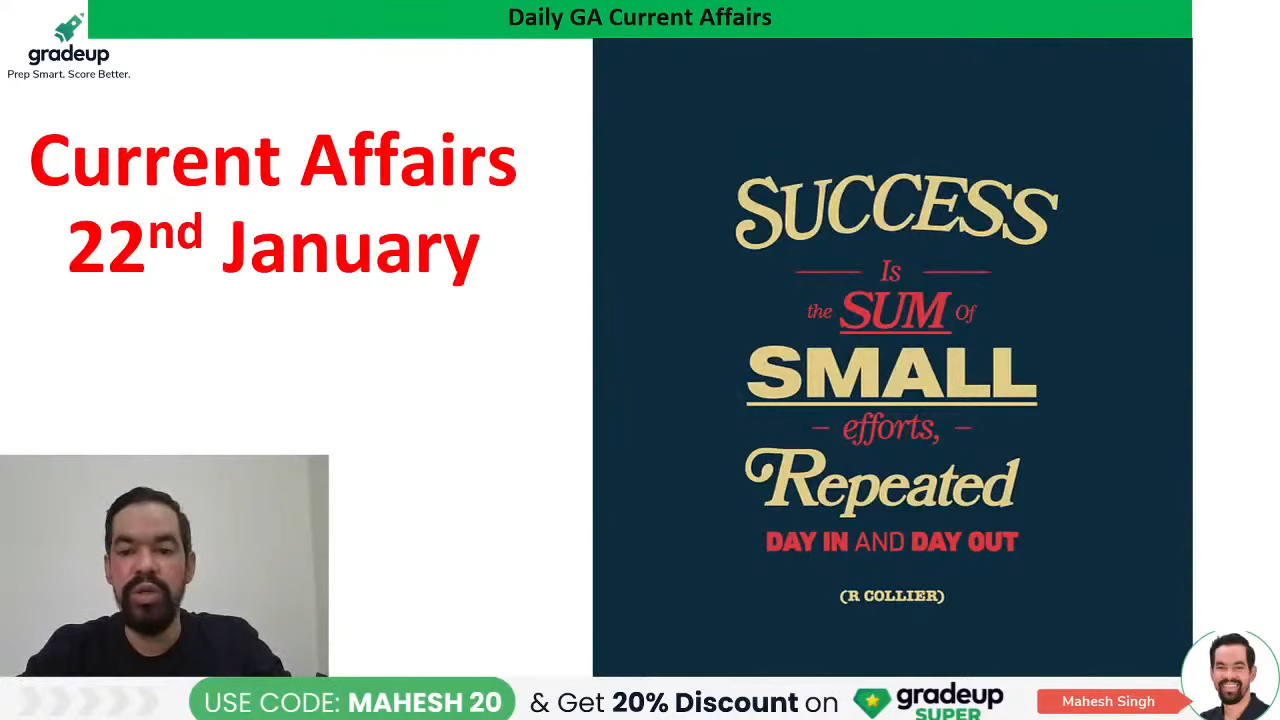 Daily GA Current Affairs
gradeup
Prep Smart. Score Better.
Current Affairs
22nd January
SUCCESS
Is
the SUM Of
SMALL
efforts,
Repeated
DAY IN AND DAY OUT
(R COLLIER)
USE CODE: MAHESH 20 & Get 20% Discount on gradeup
SUPER
Mahesh Singh